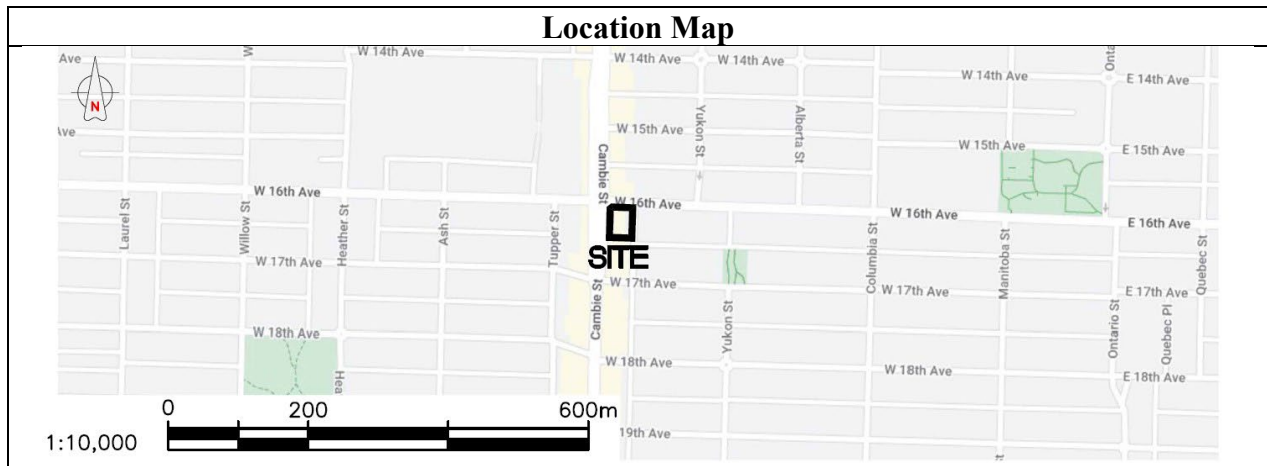 Location Map
Ave
W
W 14th Ave
W 14th Ave
W 14th Ave
W 14th Ave
Onta
E 14th Ave
N
Ave
W 15th Ave
Yukon St
Alberta St
W 15th Ave
E 15th Ave
Cambie St
W 16th Ave
W 16th Ave
W 16th Ave
E 16th Ave
Laurel St
Willow St
Heather St
Ash St
Tupper St
SITE
Columbia St
Manitoba St
Quebec St
W 17th Ave
W 17th Ave
W 17th Ave
E 17th Ave
Cambie St
Yukon St
Ontario St
Quebec Pl
W 18th Ave
W 18th Ave
W 18th Ave
E 18th Ave
Hea
0 200 600m
1:10,000
19th Ave